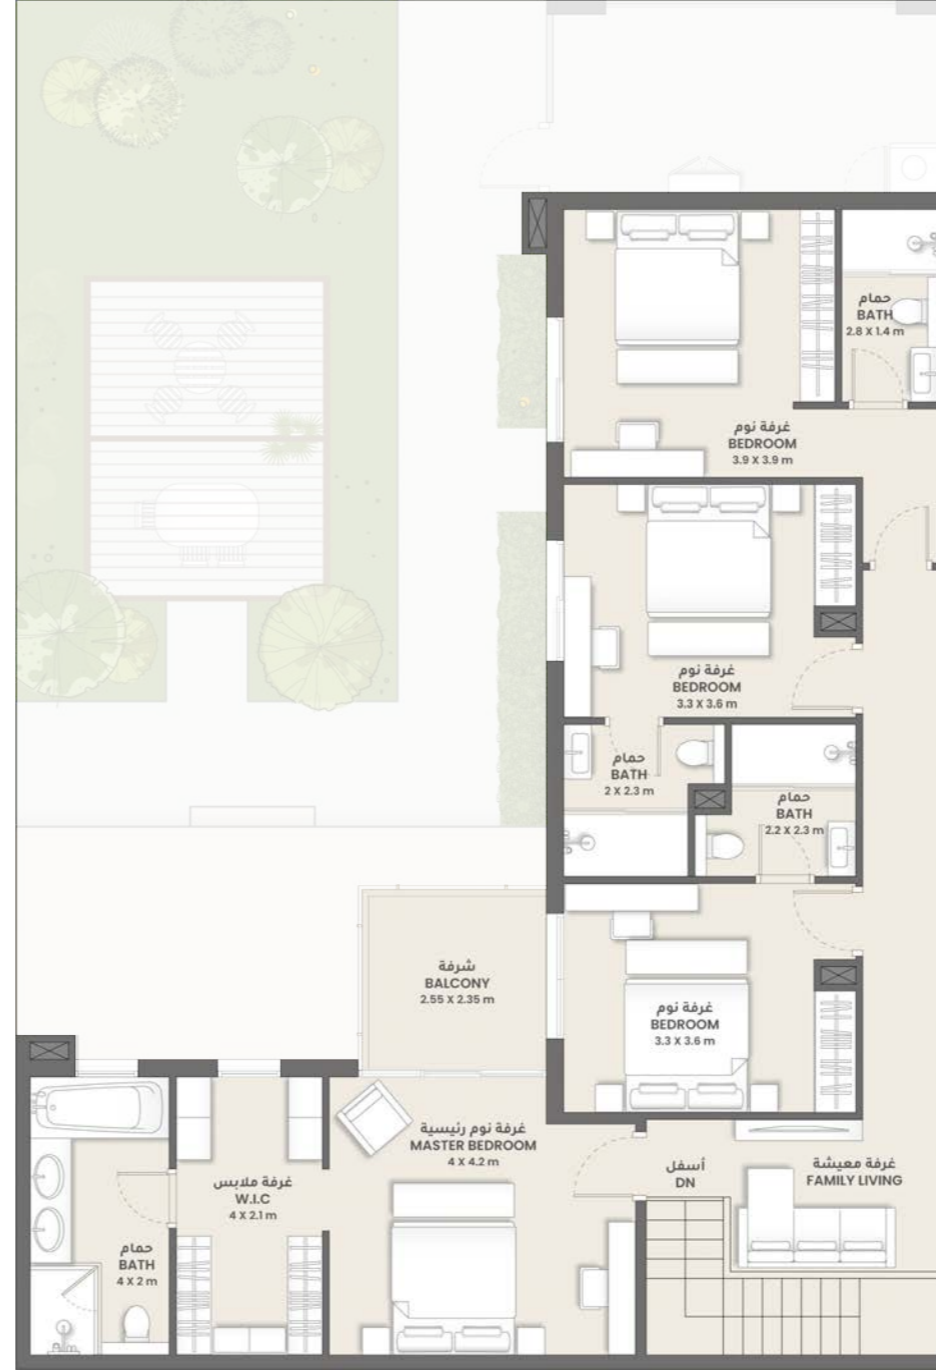 حمام
BATH
2.8 X 1.4 m
غرفة نوم
BEDROOM
3.9 X 3.9 m
غرفة نوم
BEDROOM
3.3 X 3.6 m
حمام
BATH
2 X 2.3 m
حمام
BATH
2.2 X 2.3 m
شرفة
BALCONY
2.55 X 2.35 m
غرفة نوم
BEDROOM
3.3 X 3.6 m
غرفة نوم رئيسية
MASTER BEDROOM
4 X 4.2 m
أسفل
DN
غرفة معيشة
FAMILY LIVING
غرفة ملابس
W.I.C
4 X 2.1 m
حمام
BATH
4 X 2 m